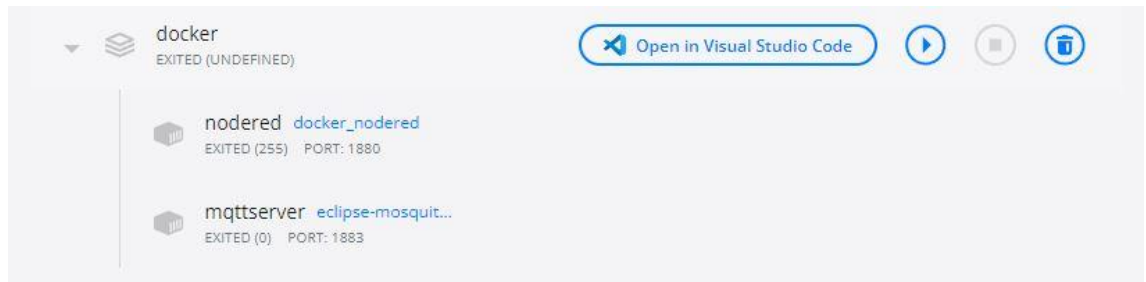 docker
EXITED (UNDEFINED)
Open in Visual Studio Code
nodered docker_nodered
EXITED (255) PORT: 1880
mqttserver eclipse-mosquit...
EXITED (0) PORT: 1883